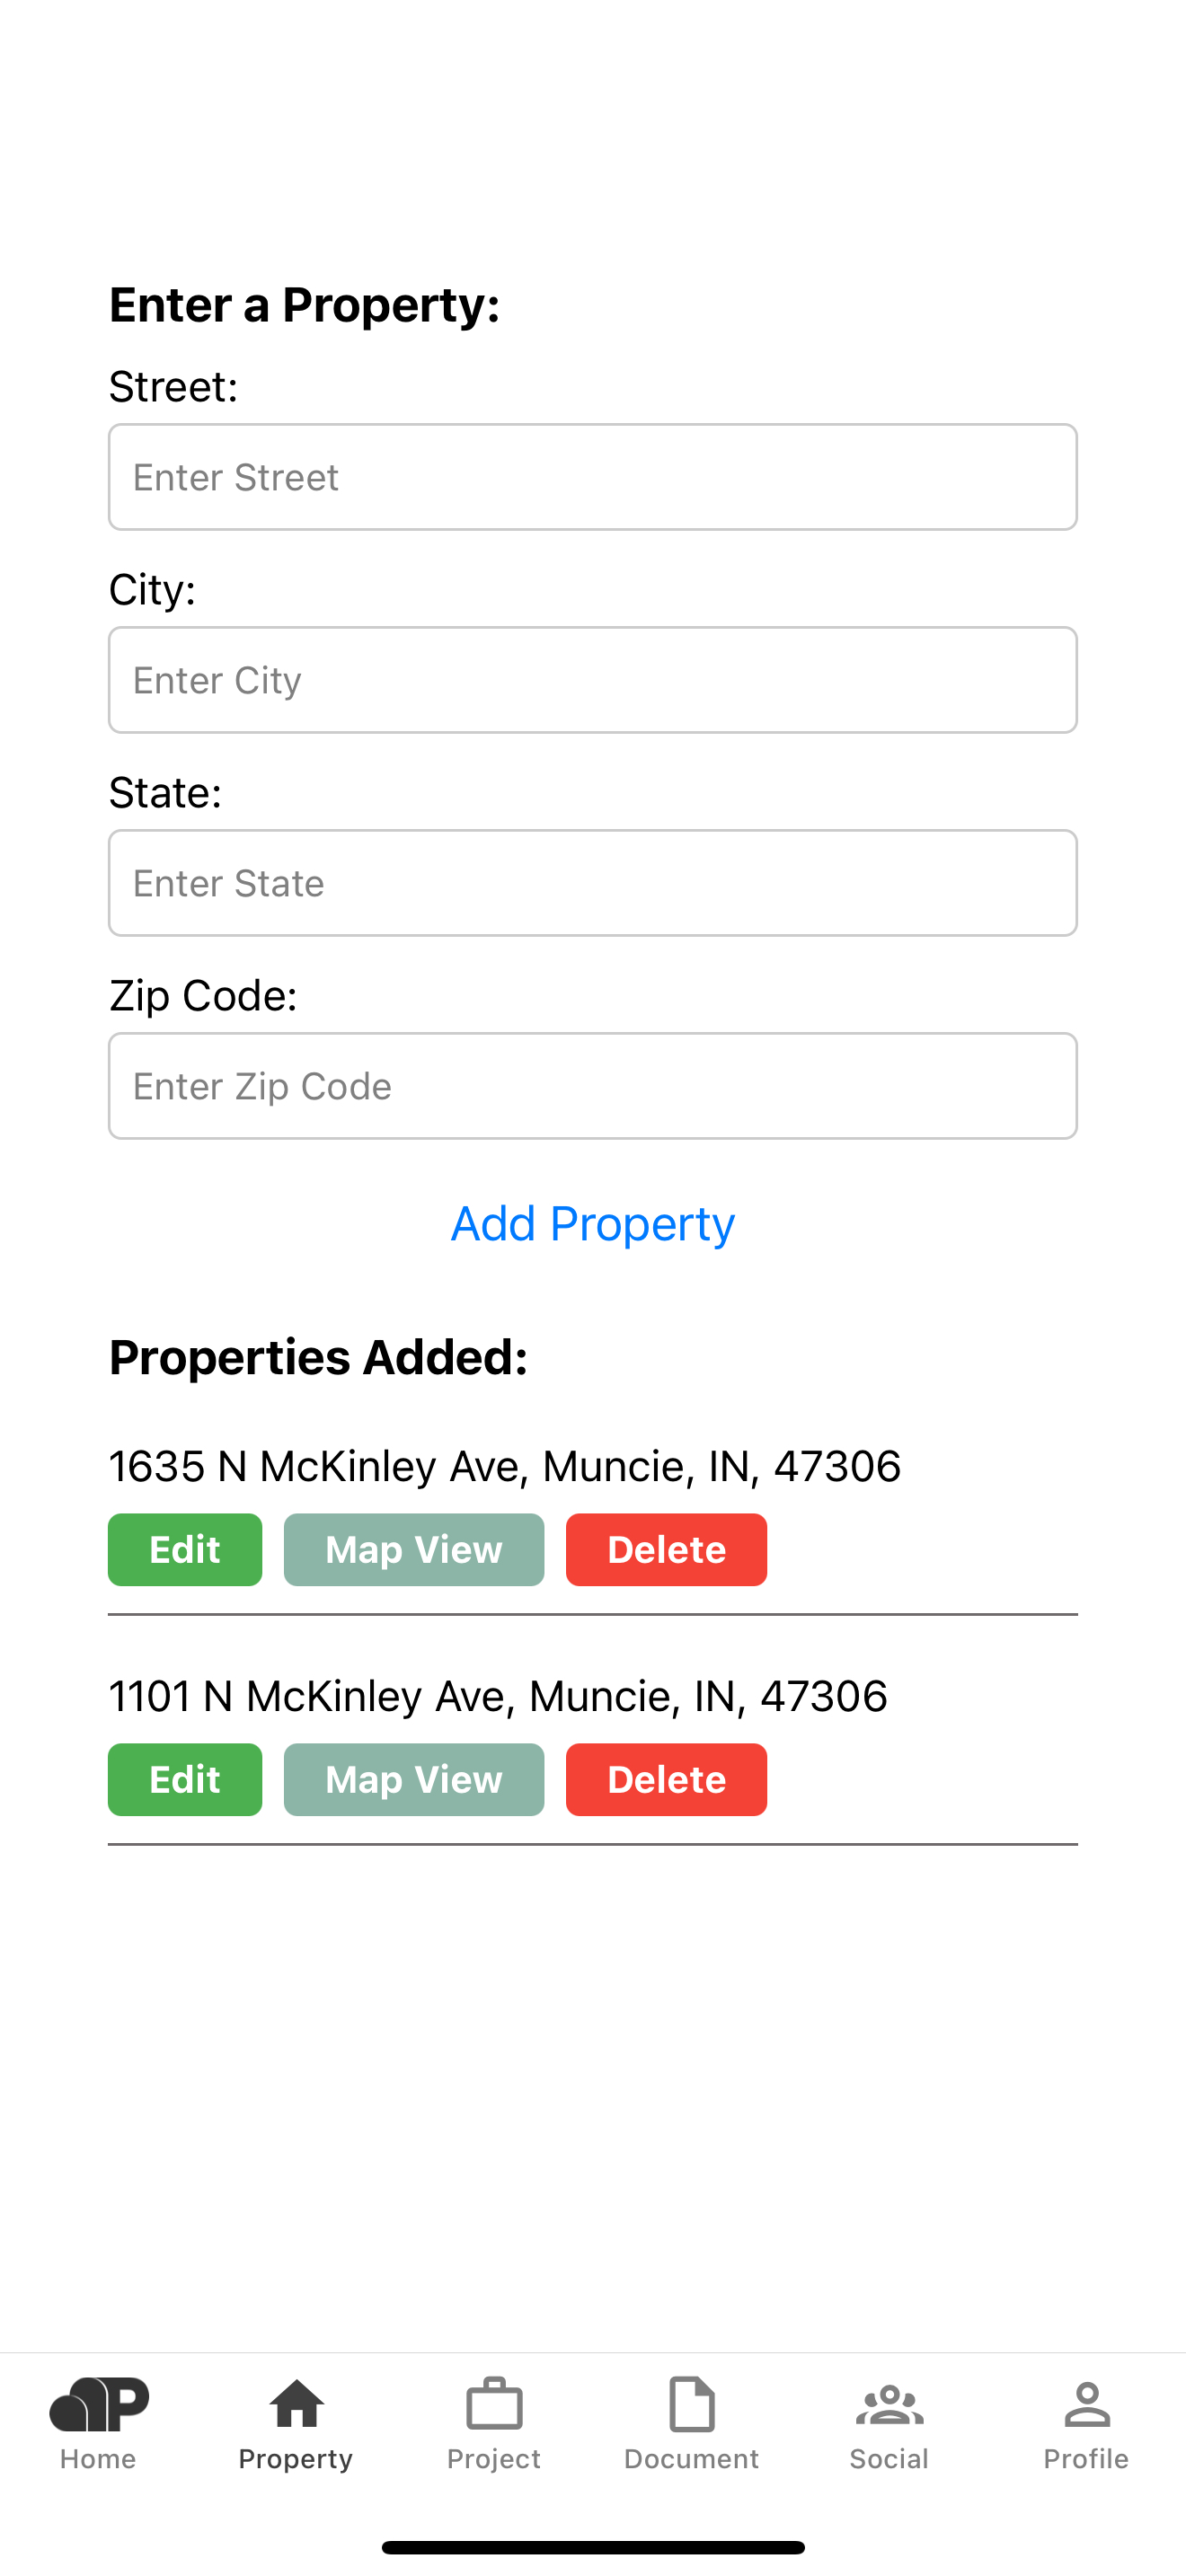 Enter a Property:
Street:
Enter Street
City:
Enter City
State:
Enter State
Zip Code:
Enter Zip Code
Add Property
Properties Added:
1635 N McKinley Ave, Muncie, IN, 47306
Edit Map View Delete
1101 N McKinley Ave, Muncie, IN, 47306
Edit Map View Delete
P
Home Property Project Document Social Profile